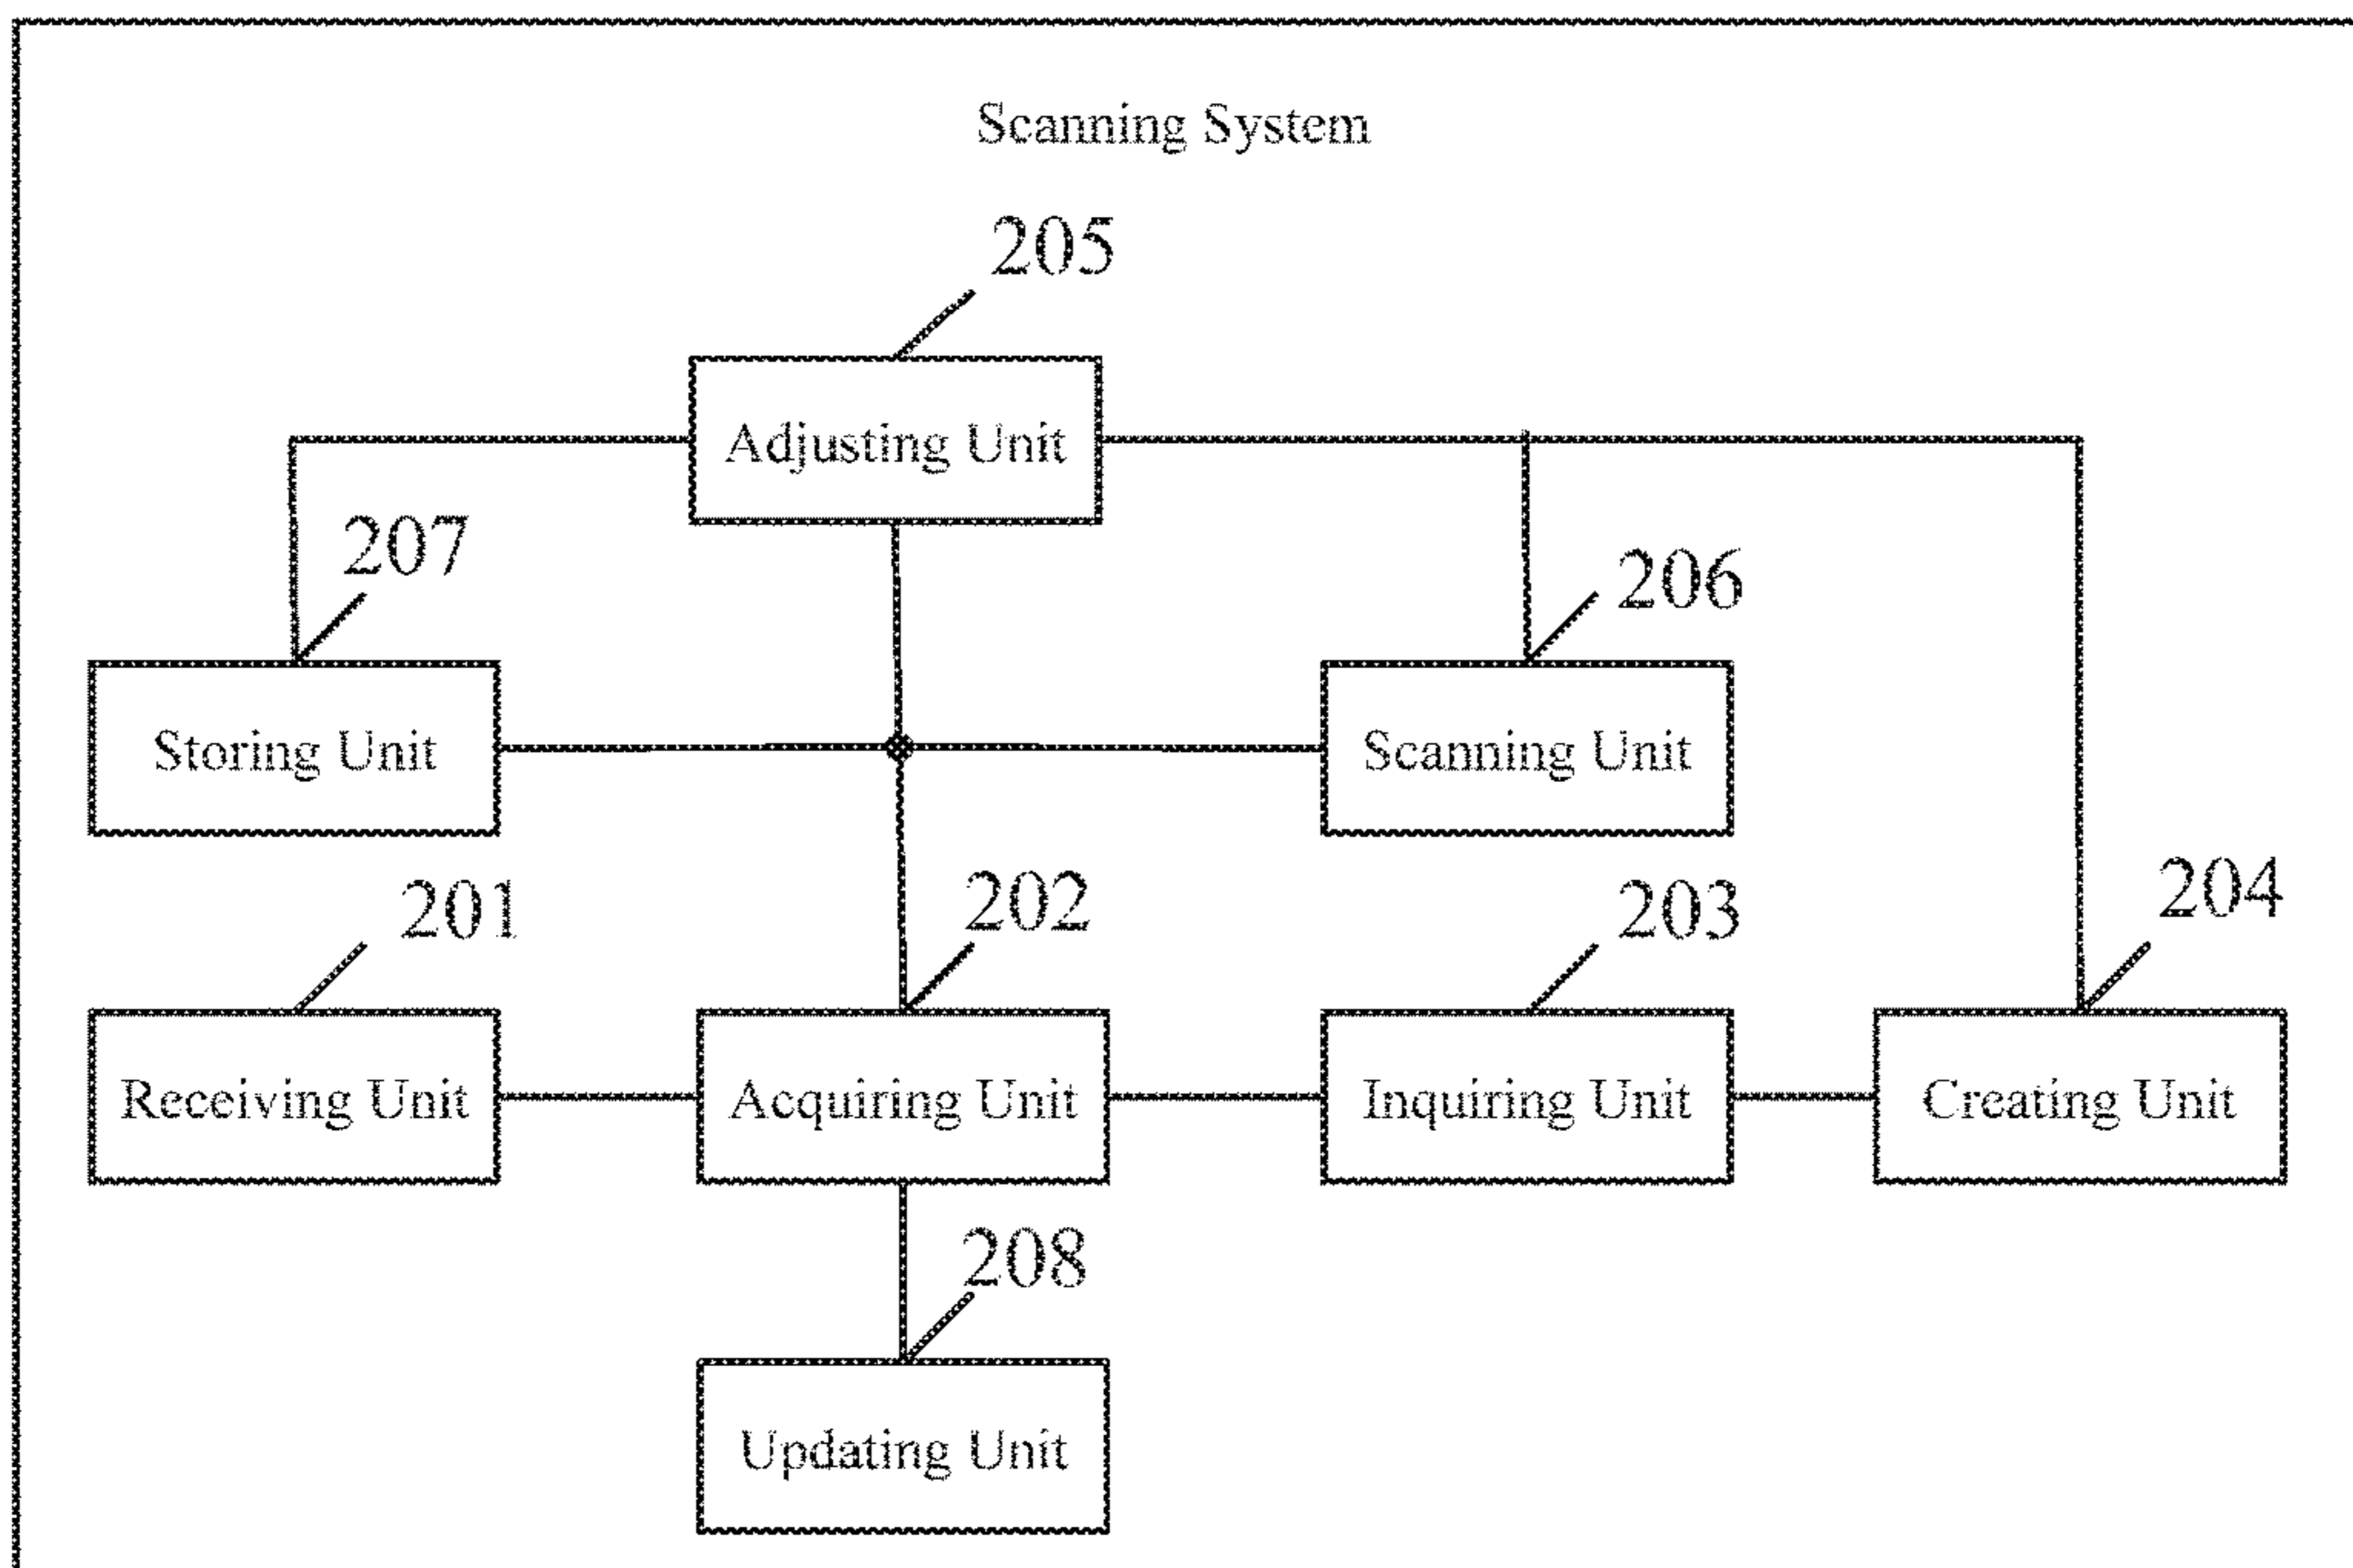 Scanning System
205
Adjusting Unit
207
206
Storing Unit
Scanning Unit
201
202
203
204
Receiving Unit
Acquiring Unit
Inquiring Unit
Creating Unit
208
Updating Unit